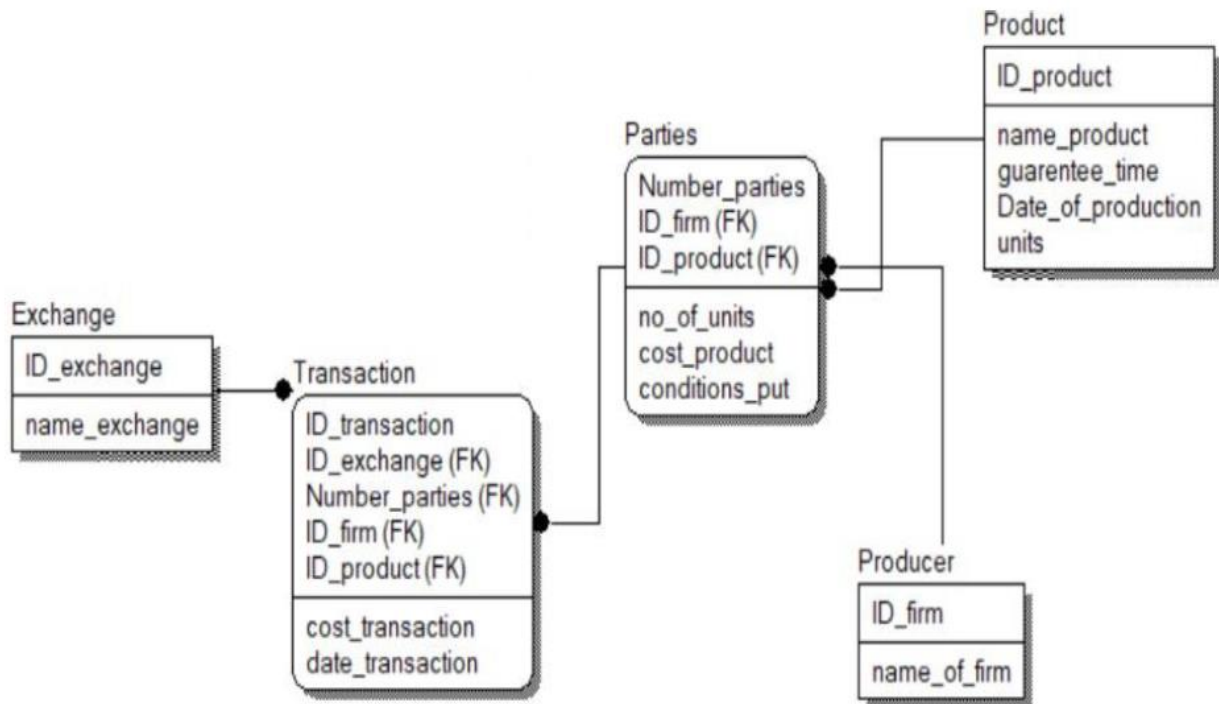 Product
ID_product
name_product
guarentee_time
Date_of_production
units
Parties
Number_parties
ID_firm (FK)
ID_product (FK)
no_of_units
cost_product
conditions_put
Exchange
ID_exchange
name_exchange
Transaction
ID_transaction
ID_exchange (FK)
Number_parties (FK)
ID_firm (FK)
ID_product (FK)
cost_transaction
date_transaction
Producer
ID_firm
name_of_firm